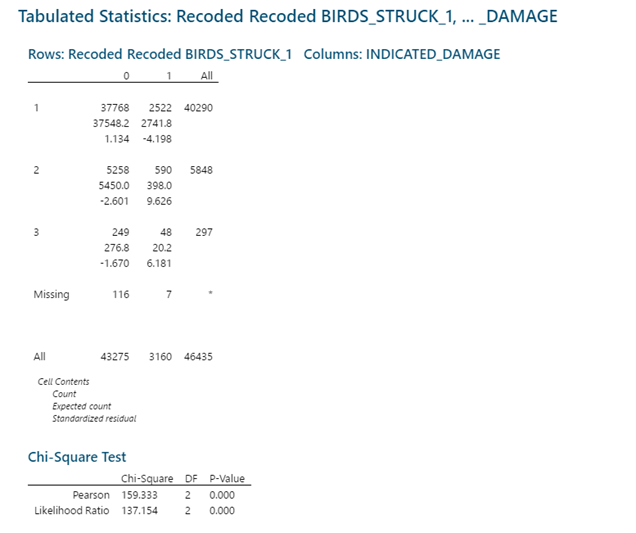 Tabulated Statistics: Recoded Recoded BIRDS_STRUCK_1, ... _DAMAGE
Rows: Recoded Recoded BIRDS_STRUCK_1 Columns: INDICATED_DAMAGE
0 1 All
1 37768 2522 40290
37548.2 2741.8
1.134 -4.198
2 5258 590 5848
5450.0 398.0
-2.601 9.626
3 249 48 297
276.8 20.2
-1.670 6.181
Missing 116 7 *
All 43275 3160 46435
Cell Contents
Count
Expected count
Standardized residual
Chi-Square Test
Chi-Square DF P-Value
Pearson 159.333 2 0.000
Likelihood Ratio 137.154 2 0.000